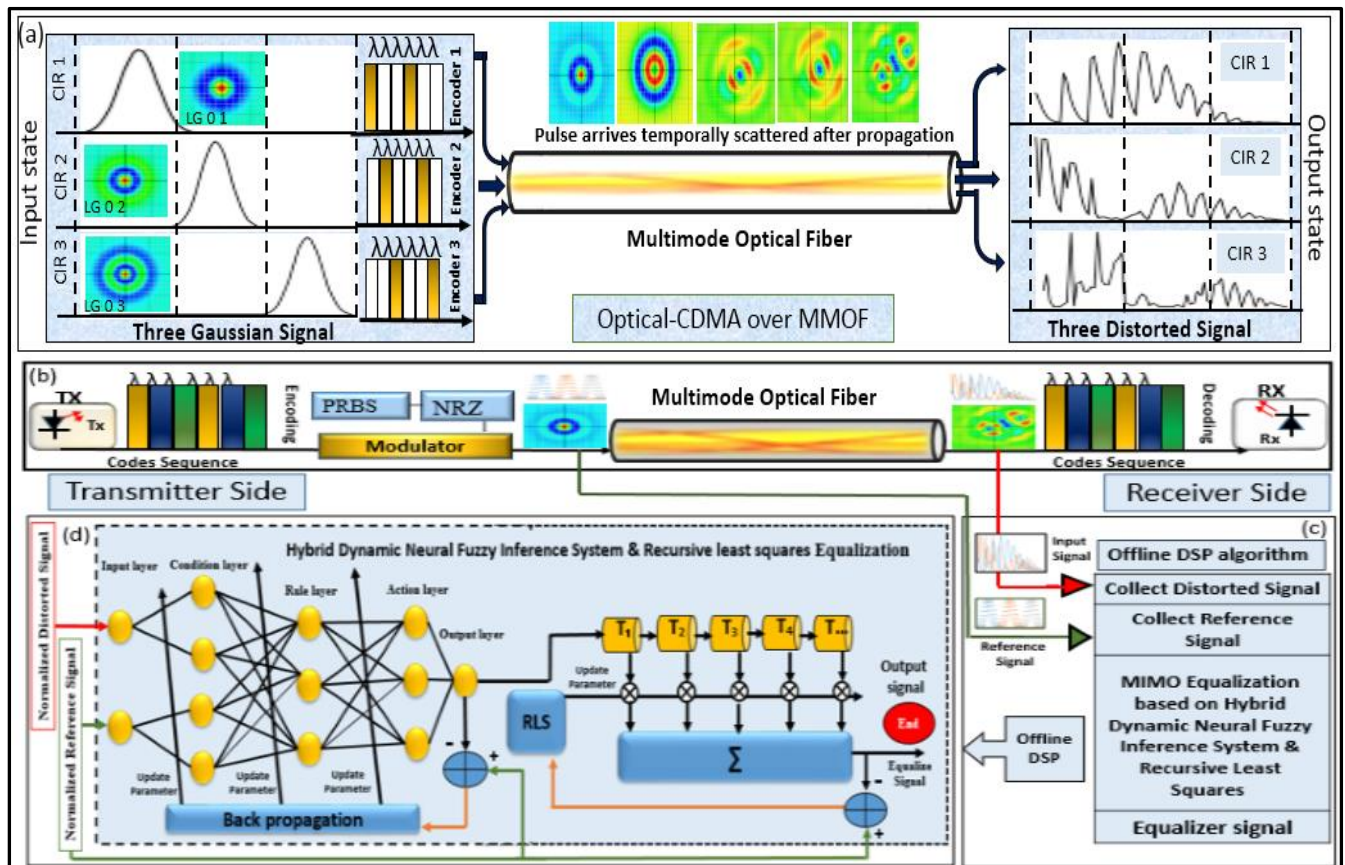 (a)
Input state
CIR 1
CIR 2
CIR 3
LG 0 1
LG 0 2
LG 0 3
Three Gaussian Signal
λλλλλλ
Encoder 1
λλλλλλ
Encoder 2
λλλλλλ
Encoder 3
Pulse arrives temporally scattered after propagation
Multimode Optical Fiber
Optical-CDMA over MMOF
CIR 1
CIR 2
CIR 3
Three Distorted Signal
Output state
(b)
TX
Tx
λ λ λ λ λ
Codes Sequence
Encoding
PRBS
NRZ
Modulator
Multimode Optical Fiber
λ λ λ λ λ λ
Codes Sequence
Decoding
RX
Rx
Transmitter Side
Receiver Side
(d)
Normalized Distorted Signal
Normalized Reference Signal
Hybrid Dynamic Neural Fuzzy Inference System & Recursive least squares Equalization
Input layer
Condition layer
Rule layer
Action layer
Output layer
Update Parameter
Update Parameter
Update Parameter
Back propagation
-
+
RLS
Update Parameter
T1
T2
T3
T4
T...
Σ
Output signal
End
Equaline Signal
-
+
(c)
Input Signal
Reference Signal
Offline DSP
Offline DSP algorithm
Collect Distorted Signal
Collect Reference Signal
MIMO Equalization
based on Hybrid
Dynamic Neural Fuzzy
Inference System &
Recursive Least
Squares
Equalizer signal